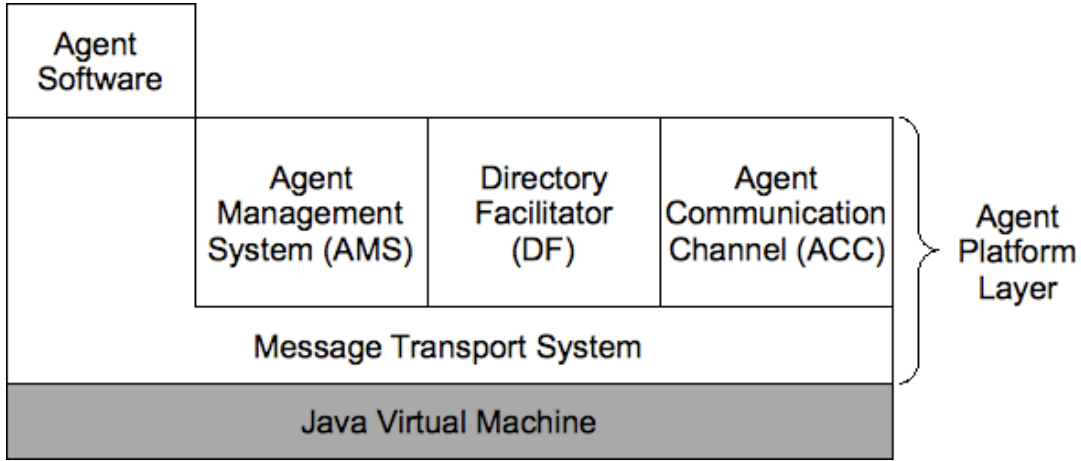 Agent
Software
Agent
Management
System (AMS)
Directory
Facilitator
(DF)
Agent
Communication
Channel (ACC)
Agent
Platform
Layer
Message Transport System
Java Virtual Machine